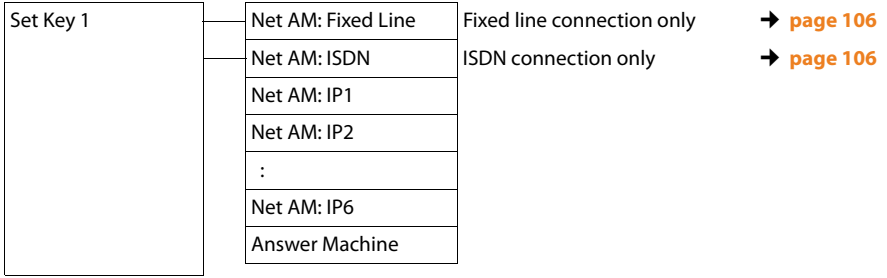 Set Key 1 Net AM: Fixed Line Fixed line connection only ➔ page 106
Net AM: ISDN ISDN connection only ➔ page 106
Net AM: IP1
Net AM: IP2
:
Net AM: IP6
Answer Machine